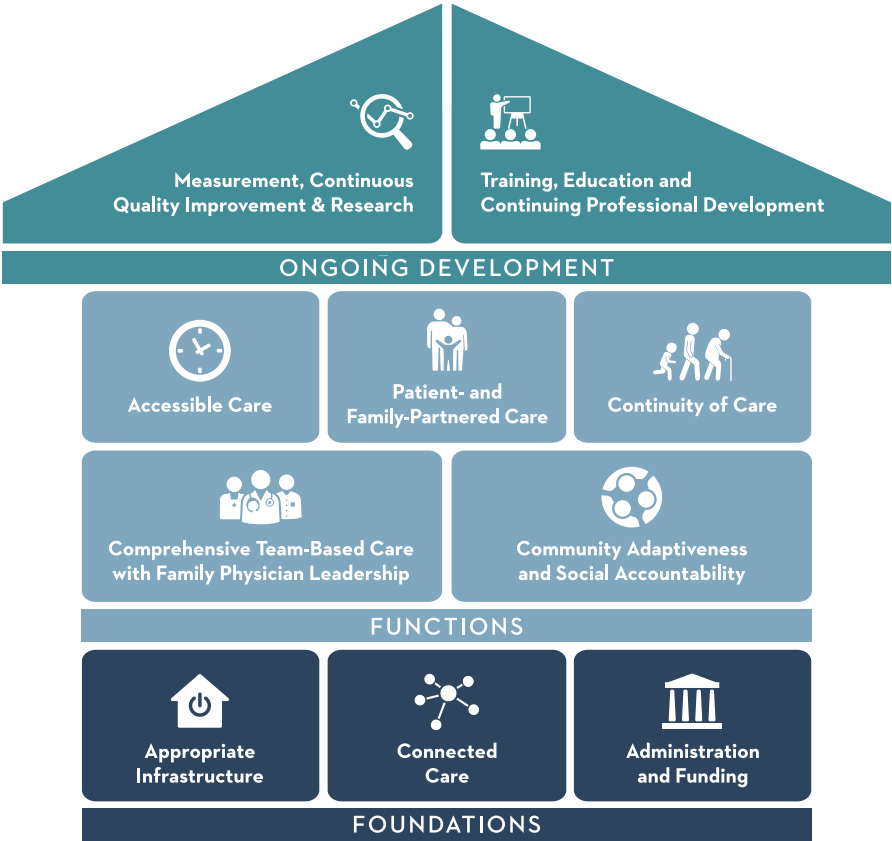 Measurement, Continuous
Quality Improvement & Research
Training, Education and
Continuing Professional Development
ONGOING DEVELOPMENT
Accessible Care
Patient- and
Family-Partnered Care
Continuity of Care
Comprehensive Team-Based Care
with Family Physician Leadership
Community Adaptiveness
and Social Accountability
FUNCTIONS
Appropriate
Infrastructure
Connected
Care
Administration
and Funding
FOUNDATIONS